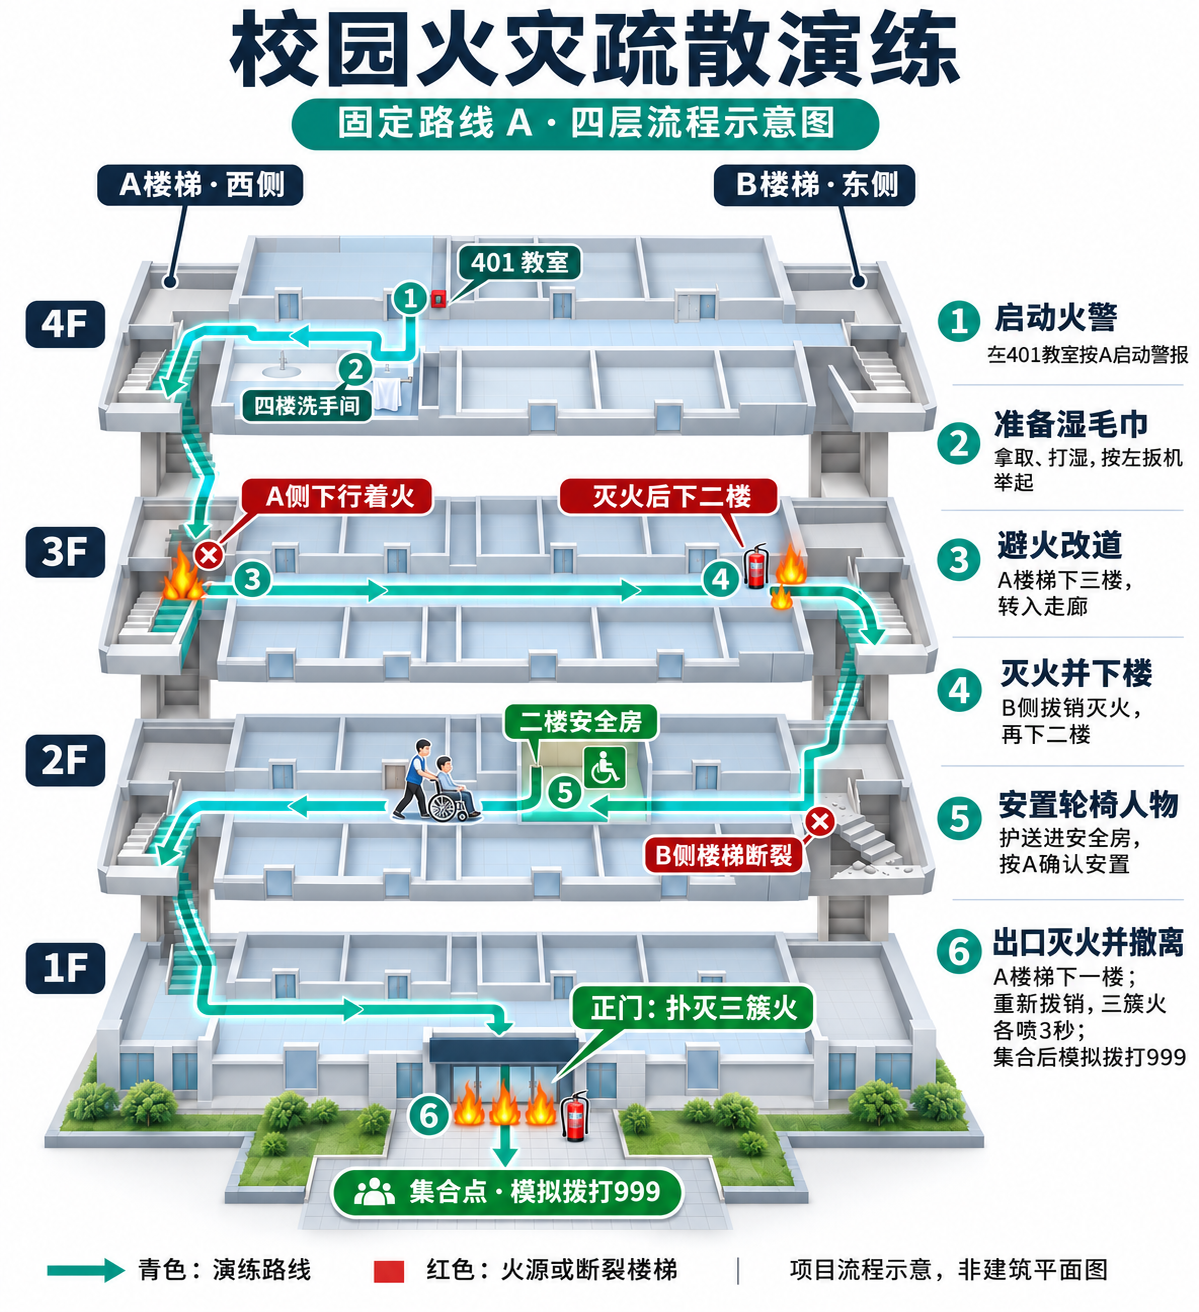 校园火灾疏散演练
固定路线 A · 四层流程示意图
A楼梯 · 西侧
B楼梯 · 东侧
4F
401 教室
1
2
四楼洗手间
3F
A侧下行着火
灭火后下二楼
3
4
2F
二楼安全房
5
B侧楼梯断裂
1F
正门：扑灭三簇火
6
集合点 · 模拟拨打999
1 启动火警
在401教室按A启动警报
2 准备湿毛巾
拿取、打湿，按左扳机
举起
3 避火改道
A楼梯下三楼，
转入走廊
4 灭火并下楼
B侧拨销灭火，
再下二楼
5 安置轮椅人物
护送进安全房，
按A确认安置
6 出口灭火并撤离
A楼梯下一楼；
重新拨销，三簇火
各喷3秒；
集合后模拟拨打999
青色：演练路线
红色：火源或断裂楼梯
项目流程示意，非建筑平面图